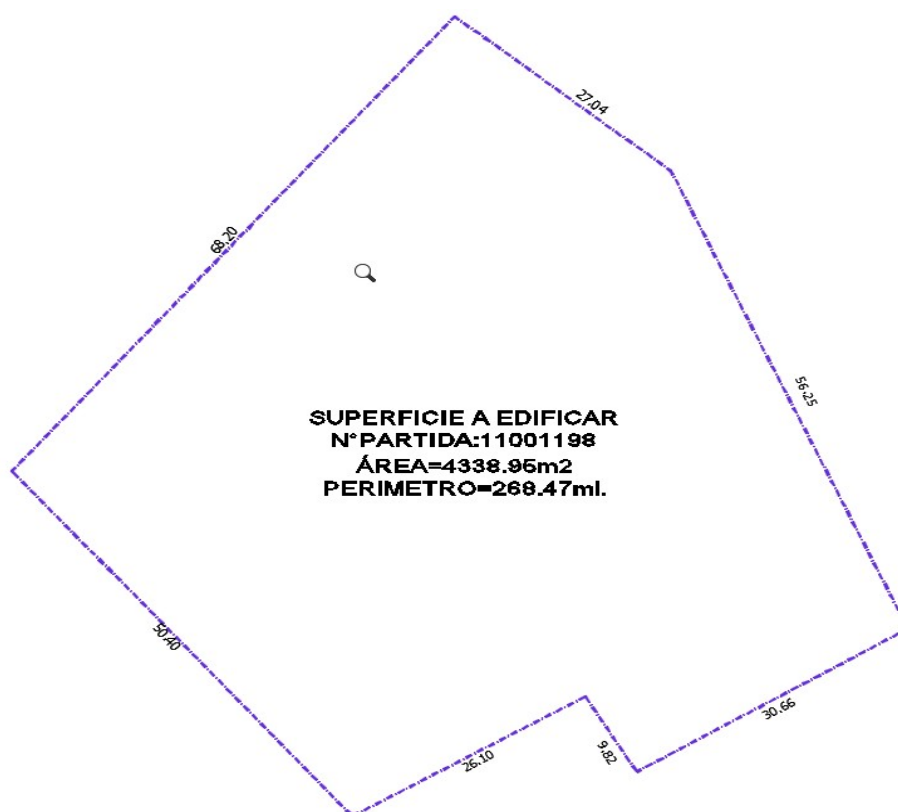 27.04
68.20
56.25
SUPERFICIE A EDIFICAR
N°PARTIDA:11001198
ÁREA=4338.95m2
PERIMETRO=268.47ml.
50.40
30.66
9.82
26.10